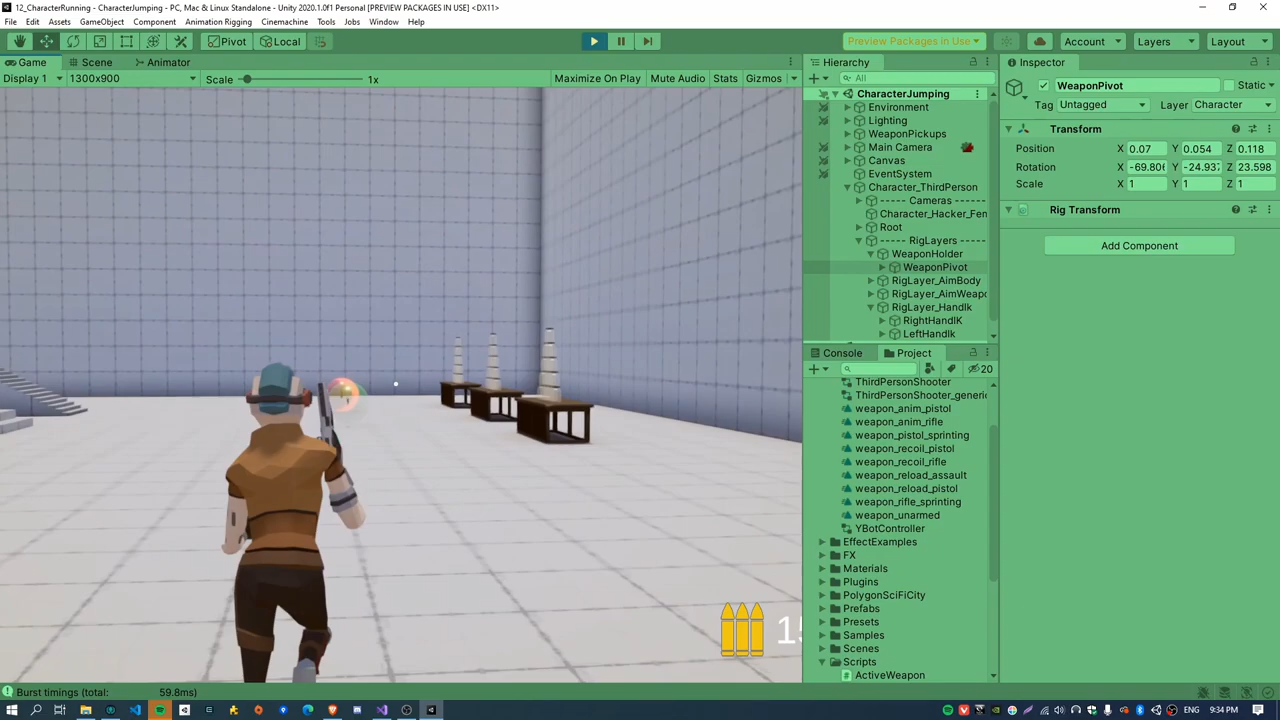 12_CharacterRunning - CharacterJumping - PC, Mac & Linux Standalone - Unity 2020.1.0f1 Personal [PREVIEW PACKAGES IN USE] <DX11>
File Edit Assets GameObject Component Animation Rigging Cinemachine Tools Jobs Window Help
Pivot Local Preview Packages in Use Account Layers Layout
Game Scene Animator Hierarchy Inspector
Display 1 1300x900 Scale 1x Maximize On Play Mute Audio Stats Gizmos All
WeaponPivot Static
Tag Untagged Layer Character
Transform
Position X 0.07 Y 0.054 Z 0.118
Rotation X -69.80 Y -24.937 Z 23.598
Scale X 1 Y 1 Z 1
Rig Transform
Add Component
CharacterJumping
Environment
Lighting
WeaponPickups
Main Camera
Canvas
EventSystem
Character_ThirdPerson
----- Cameras -----
Character_Hacker_Fem
Root
----- RigLayers -----
WeaponHolder
WeaponPivot
RigLayer_AimBody
RigLayer_AimWeapo
RigLayer_HandIk
RightHandIK
LeftHandIk
Console Project
20
ThirdPersonShooter
ThirdPersonShooter_generic
weapon_anim_pistol
weapon_anim_rifle
weapon_pistol_sprinting
weapon_recoil_pistol
weapon_recoil_rifle
weapon_reload_assault
weapon_reload_pistol
weapon_rifle_sprinting
weapon_unarmed
YBotController
EffectExamples
FX
Materials
Plugins
PolygonSciFiCity
Prefabs
Presets
Samples
Scenes
Scripts
ActiveWeapon
Burst timings (total: 59.8ms)
ENG 9:34 PM